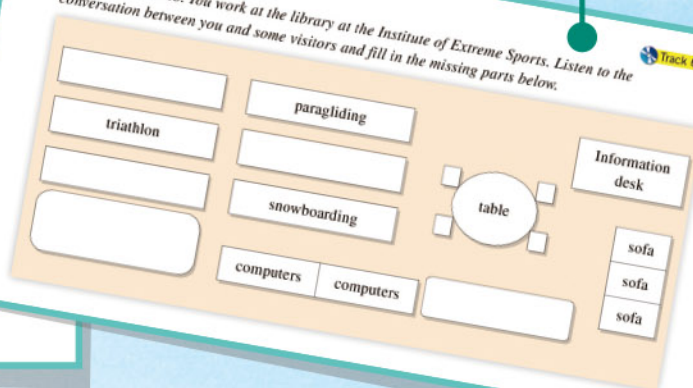 You work at the library at the Institute of Extreme Sports. Listen to the
conversation between you and some visitors and fill in the missing parts below.
Track
paragliding
triathlon
Information
desk
table
snowboarding
sofa
computers
computers
sofa
sofa